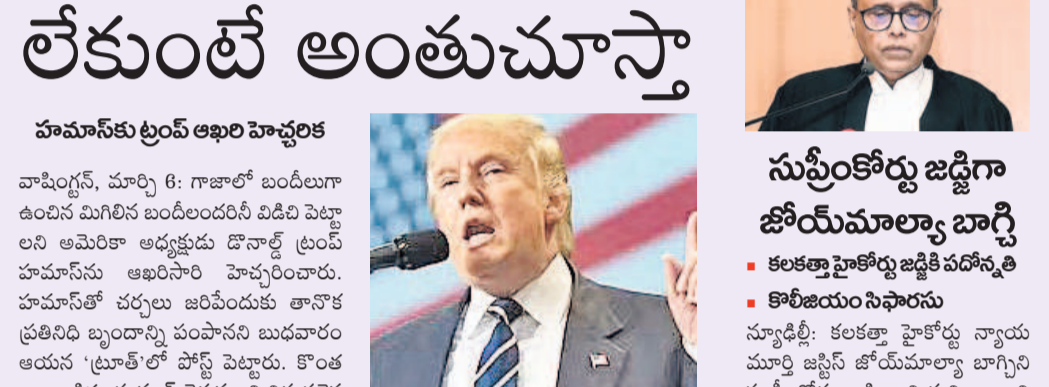 లేకుంటే అంతుచూస్తా
హమాస్‌కు ట్రంప్ ఆఖరి హెచ్చరిక
వాషింగ్టన్, మార్చి 6: గాజాలో బందీలుగా
ఉంచిన మిగిలిన బందీలందరినీ విడిచి పెట్టా
లని అమెరికా అధ్యక్షుడు డొనాల్డ్ ట్రంప్
హమాస్‌ను ఆఖరిసారి హెచ్చరించారు.
హమాస్‌తో చర్చలు జరిపేందుకు తానొక
ప్రతినిధి బృందాన్ని పంపానని బుధవారం
ఆయన ‘ట్రూత్’లో పోస్ట్ పెట్టారు. కొంత
సుప్రీంకోర్టు జడ్జిగా
జోయ్‌మాల్యా బాగ్చి
కలకత్తా హైకోర్టు జడ్జికి పదోన్నతి
కొలీజియం సిఫారసు
న్యూఢిల్లీ: కలకత్తా హైకోర్టు న్యాయ
మూర్తి జస్టిస్ జోయ్‌మాల్యా బాగ్చిని